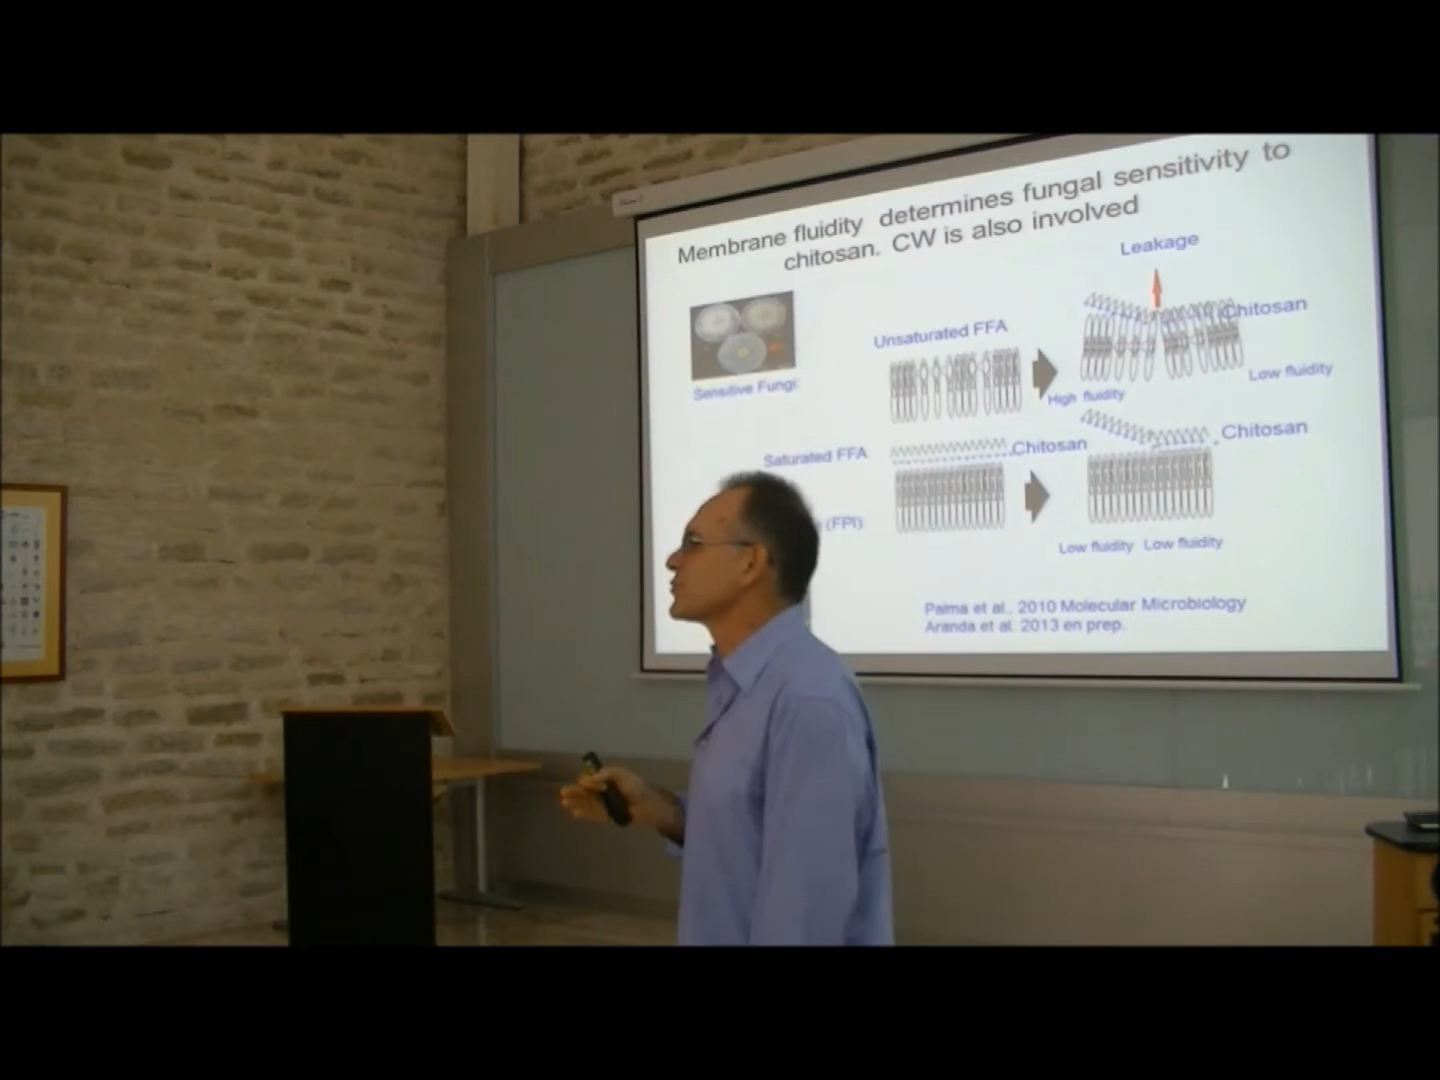 Membrane fluidity determines fungal sensitivity to
chitosan. CW is also involved
Leakage
Unsaturated FFA
Chitosan
Sensitive Fungi:
High fluidity
Low fluidity
Saturated FFA
Chitosan
Chitosan
(FPI):
Low fluidity Low fluidity
Palma et al., 2010 Molecular Microbiology
Aranda et al. 2013 en prep.